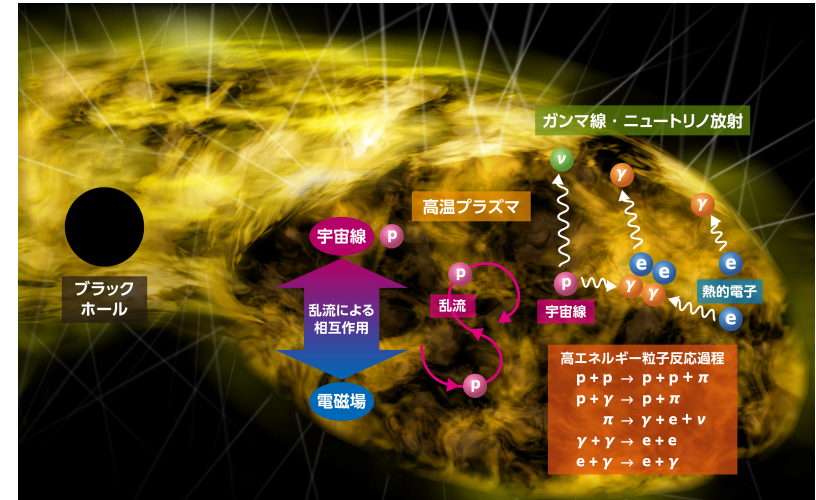 ガンマ線・ニュートリノ放射
ν
γ
γ
高温プラズマ
宇宙線
p
p
e
e
e
p
γ
γ
熱的電子
ブラック
ホール
乱流
宇宙線
e
乱流による
相互作用
高エネルギー粒子反応過程
p + p → p + p + π
p + γ → p + π
π → γ + e + ν
γ + γ → e + e
e + γ → e + γ
p
電磁場